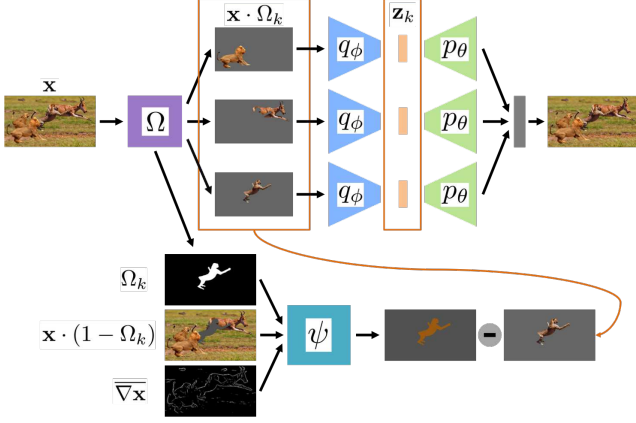 x · Ω_k
z_k
q_ϕ
p_θ
x
Ω
q_ϕ
p_θ
q_ϕ
p_θ
Ω_k
x · (1 − Ω_k)
ψ
-
∇x